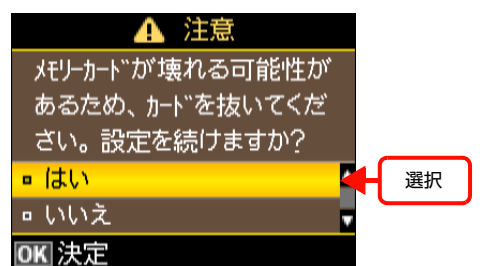 注意
ﾒﾓﾘｰｶｰﾄﾞが壊れる可能性が
あるため、ｶｰﾄﾞを抜いてくだ
さい。設定を続けますか?
はい
選択
いいえ
OK 決定